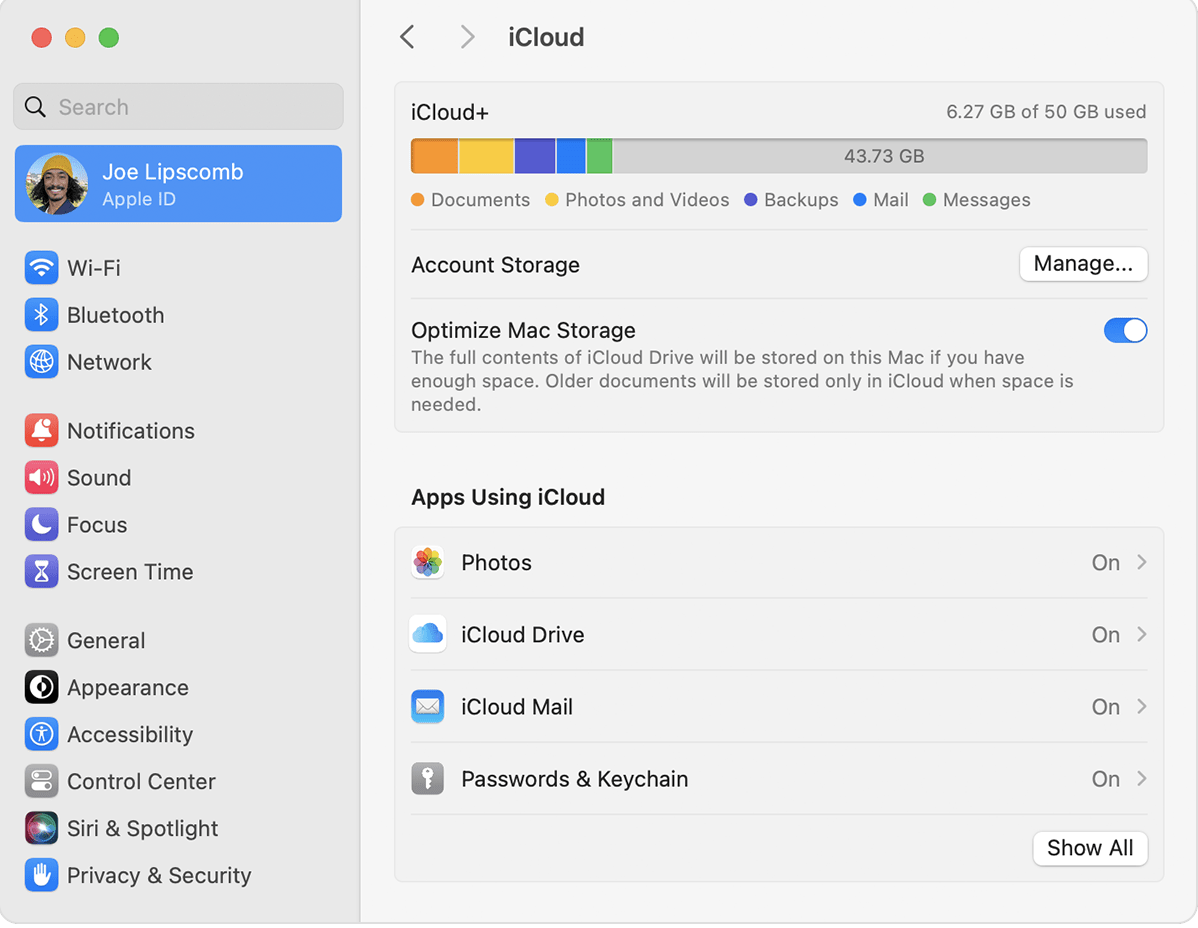 iCloud
Search
Joe Lipscomb
Apple ID
Wi-Fi
Bluetooth
Network
Notifications
Sound
Focus
Screen Time
General
Appearance
Accessibility
Control Center
Siri & Spotlight
Privacy & Security
iCloud+
6.27 GB of 50 GB used
43.73 GB
Documents Photos and Videos Backups Mail Messages
Account Storage
Manage...
Optimize Mac Storage
The full contents of iCloud Drive will be stored on this Mac if you have
enough space. Older documents will be stored only in iCloud when space is
needed.
Apps Using iCloud
Photos On
iCloud Drive On
iCloud Mail On
Passwords & Keychain On
Show All